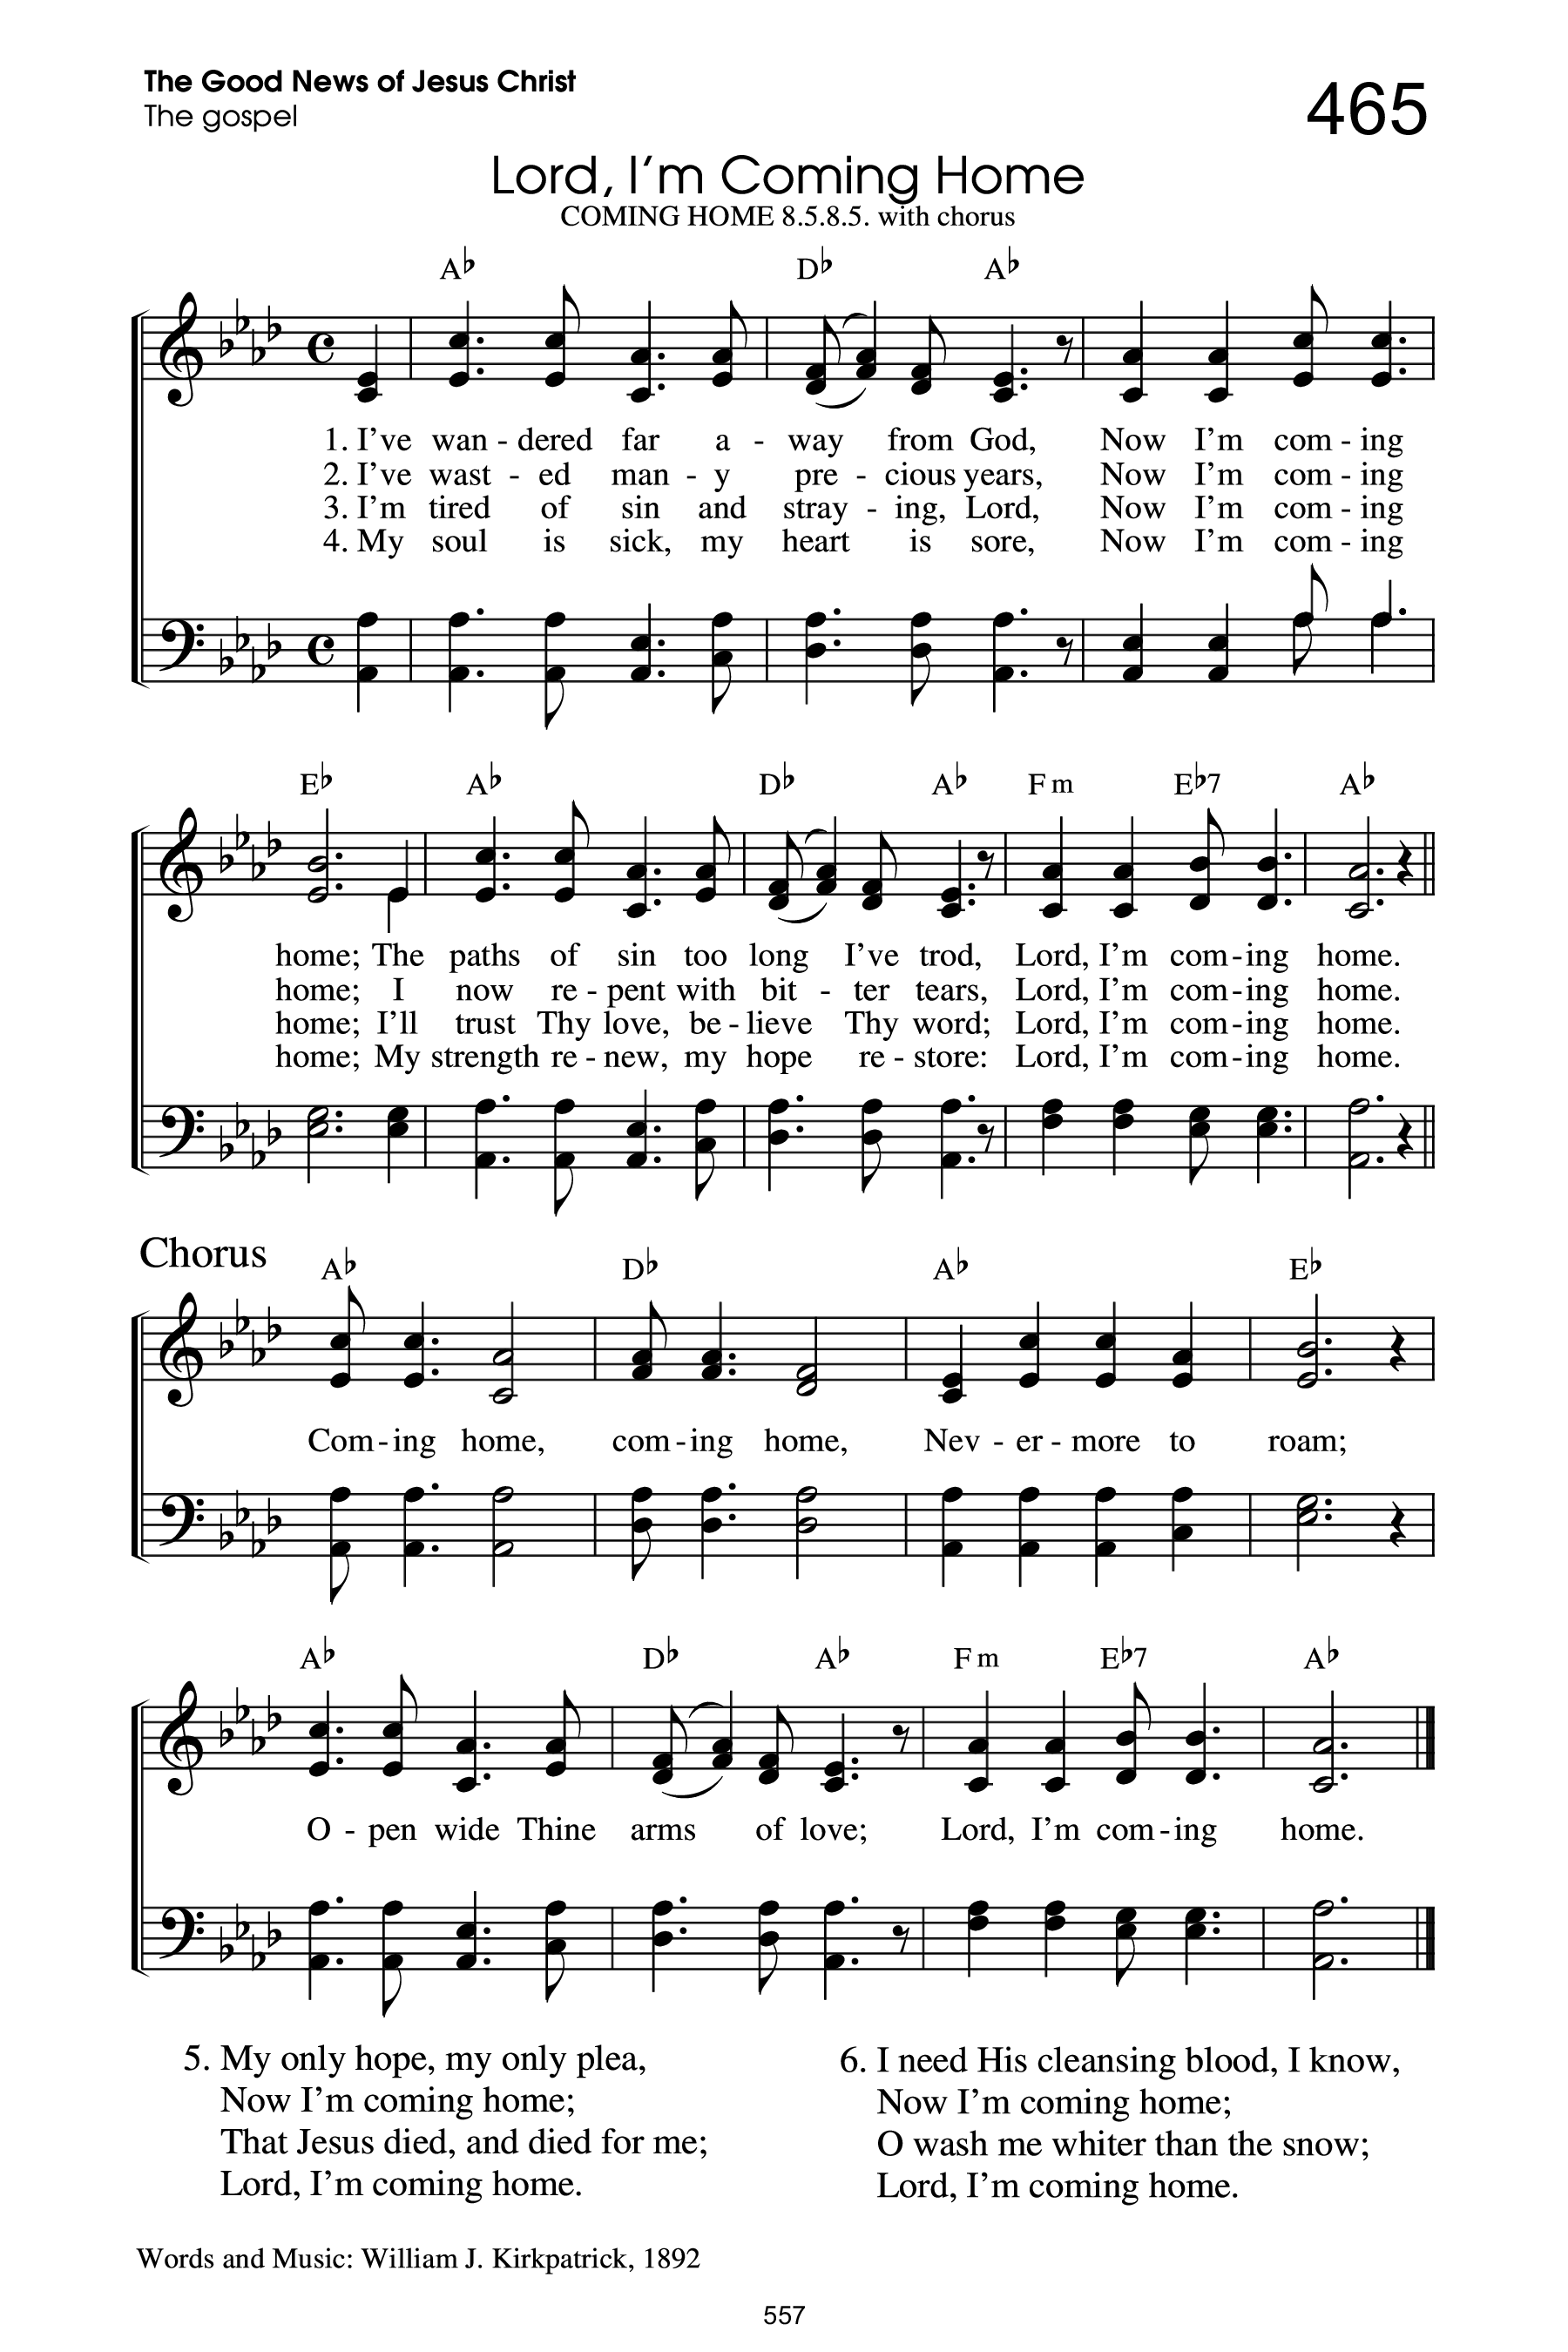 The Good News of Jesus Christ
The gospel
465
Lord, I'm Coming Home
COMING HOME 8.5.8.5. with chorus
A♭ D♭ A♭
1. I've wan - dered far a - way from God, Now I'm com - ing
2. I've wast - ed man - y pre - cious years, Now I'm com - ing
3. I'm tired of sin and stray - ing, Lord, Now I'm com - ing
4. My soul is sick, my heart is sore, Now I'm com - ing
E♭ A♭ D♭ A♭ Fm E♭7 A♭
home; The paths of sin too long I've trod, Lord, I'm com - ing home.
home; I now re - pent with bit - ter tears, Lord, I'm com - ing home.
home; I'll trust Thy love, be - lieve Thy word; Lord, I'm com - ing home.
home; My strength re - new, my hope re - store: Lord, I'm com - ing home.
Chorus
A♭ D♭ A♭ E♭
Com - ing home, com - ing home, Nev - er - more to roam;
A♭ D♭ A♭ Fm E♭7 A♭
O - pen wide Thine arms of love; Lord, I'm com - ing home.
5. My only hope, my only plea,
Now I'm coming home;
That Jesus died, and died for me;
Lord, I'm coming home.
6. I need His cleansing blood, I know,
Now I'm coming home;
O wash me whiter than the snow;
Lord, I'm coming home.
Words and Music: William J. Kirkpatrick, 1892
557